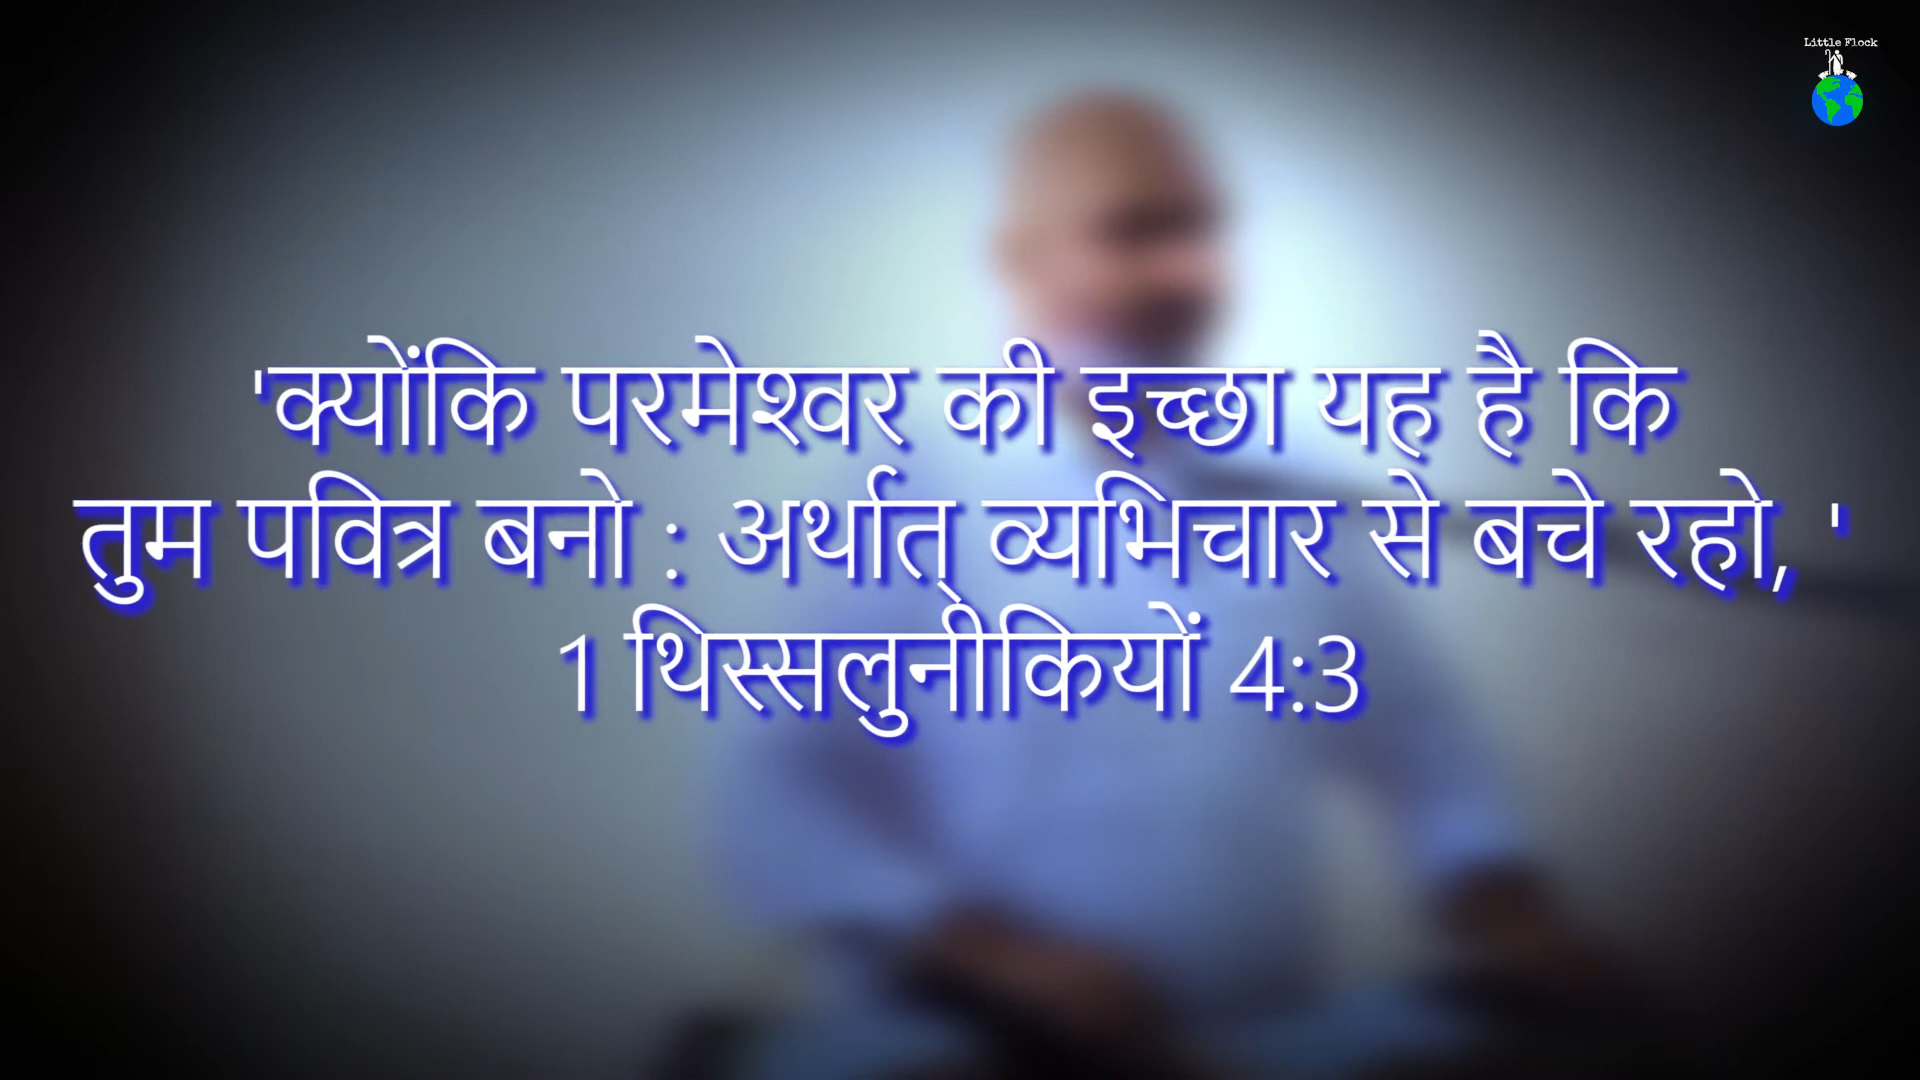 Little Flock
'क्योंकि परमेश्वर की इच्छा यह है कि
तुम पवित्र बनो : अर्थात् व्यभिचार से बचे रहो, '
1 थिस्सलुनीकियों 4:3